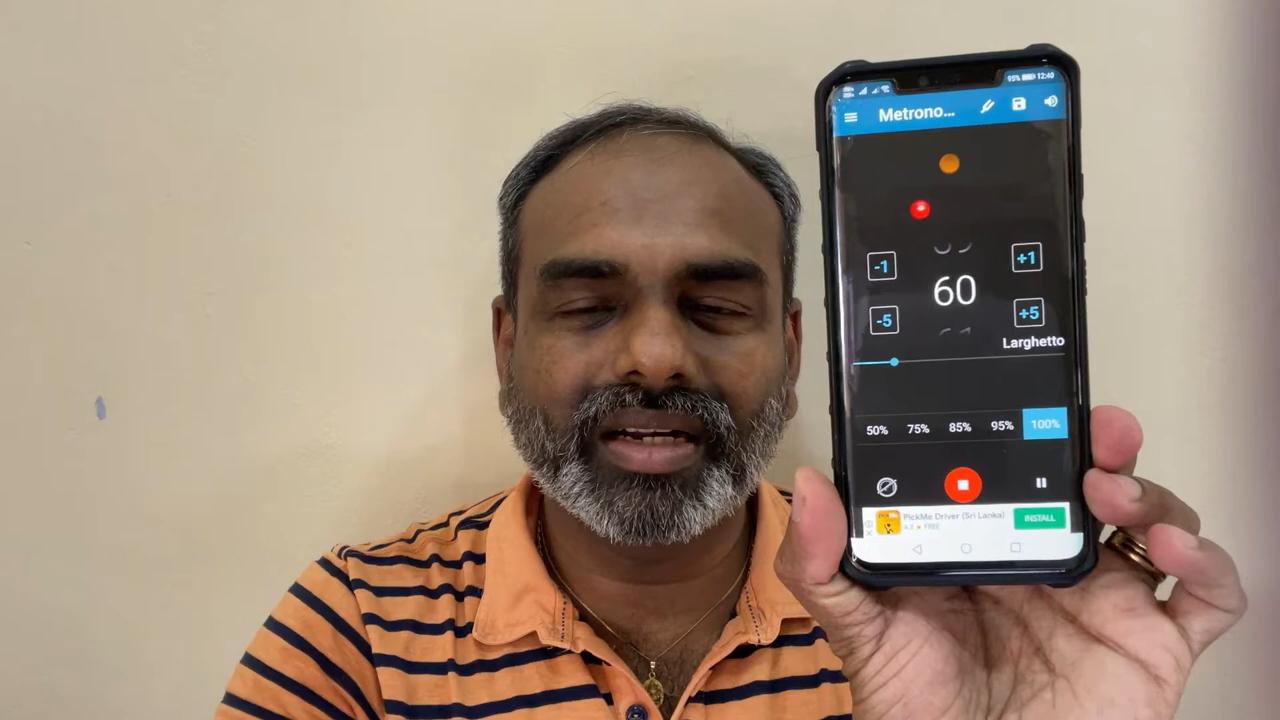 95% 12:40
Metrono...
-1 +1
60
-5 +5
Larghetto
50% 75% 85% 95% 100%
PickMe Driver (Sri Lanka)
FREE
INSTALL